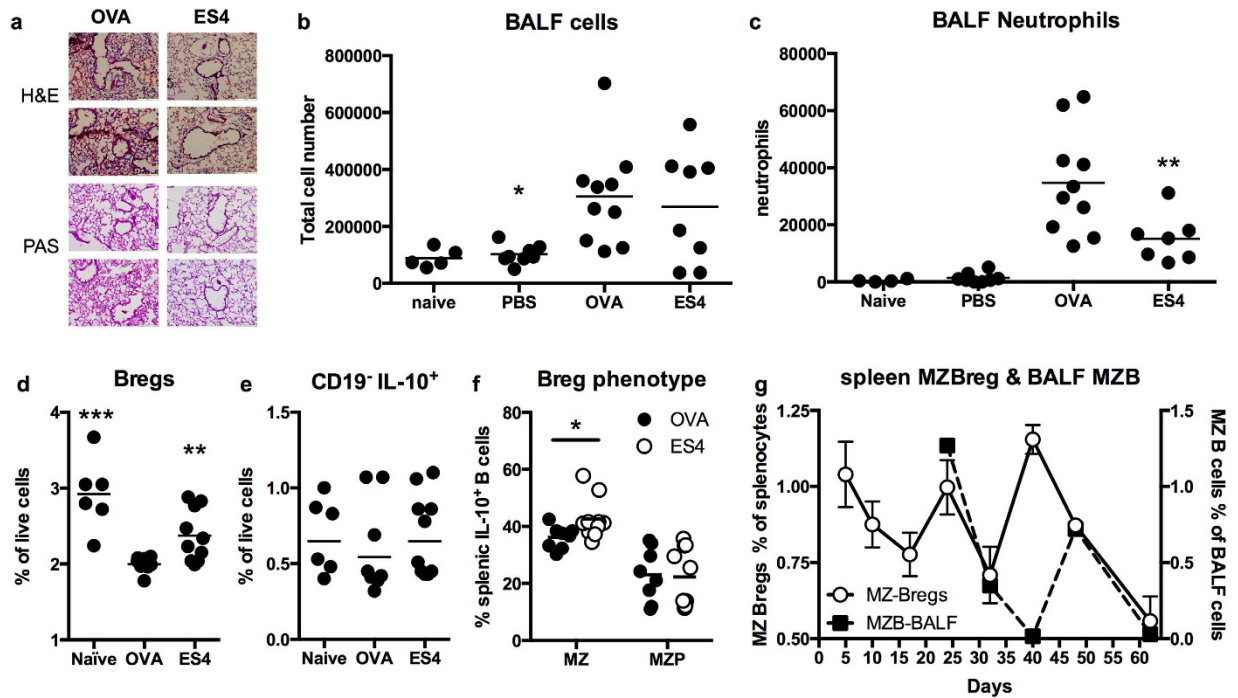 a
OVA ES4
H&E
PAS
b
BALF cells
Total cell number
800000
600000
400000
200000
0
*
naive PBS OVA ES4
c
BALF Neutrophils
neutrophils
80000
60000
40000
20000
0
**
Naive PBS OVA ES4
d
Bregs
% of live cells
4
3
2
1
***
**
Naïve OVA ES4
e
CD19⁻ IL-10⁺
% of live cells
1.5
1.0
0.5
0.0
Naive OVA ES4
f
Breg phenotype
% splenic IL-10⁺ B cells
80
60
40
20
0
*
OVA
ES4
MZ MZP
g
spleen MZBreg & BALF MZB
MZ Bregs % of splenocytes
1.25
1.00
0.75
0.50
MZ-Bregs
MZB-BALF
1.5
1.0
0.5
0.0
MZ B cells % of BALF cells
0 5 10 15 20 25 30 35 40 45 50 55 60
Days